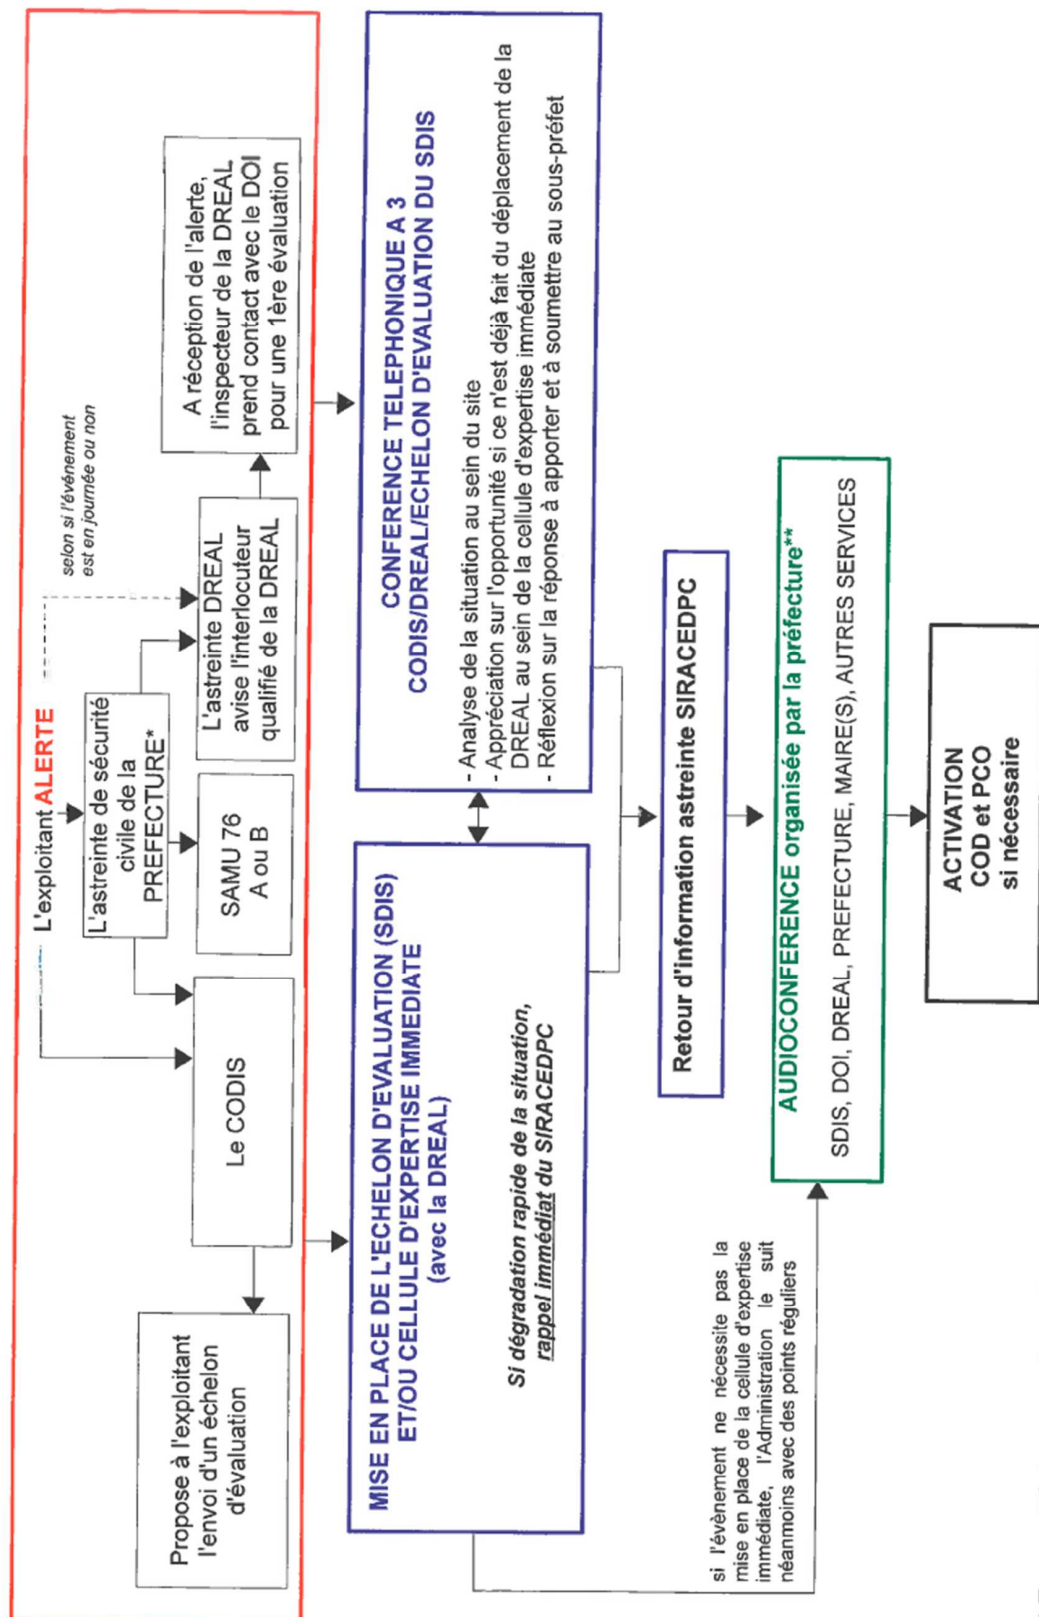 L'exploitant ALERTE
selon si l'événement
est en journée ou non
L'astreinte de sécurité
civile de la
PREFECTURE*
Propose à l'exploitant
l'envoi d'un échelon
d'évaluation
Le CODIS
SAMU 76
A ou B
L'astreinte DREAL
avise l'interlocuteur
qualifié de la DREAL
A réception de l'alerte,
l'inspecteur de la DREAL
prend contact avec le DOI
pour une 1ère évaluation
MISE EN PLACE DE L'ECHELON D'EVALUATION (SDIS)
ET/OU CELLULE D'EXPERTISE IMMEDIATE
(avec la DREAL)
Si dégradation rapide de la situation,
rappel immédiat du SIRACEDPC
CONFERENCE TELEPHONIQUE A 3
CODIS/DREAL/ECHELON D'EVALUATION DU SDIS
- Analyse de la situation au sein du site
- Appréciation sur l'opportunité si ce n'est déjà fait du déplacement de la
DREAL au sein de la cellule d'expertise immédiate
- Réflexion sur la réponse à apporter et à soumettre au sous-préfet
Retour d'information astreinte SIRACEDPC
si l'évènement ne nécessite pas la
mise en place de la cellule d'expertise
immédiate, l'Administration le suit
néanmoins avec des points réguliers
AUDIOCONFERENCE organisée par la préfecture**
SDIS, DOI, DREAL, PREFECTURE, MAIRE(S), AUTRES SERVICES
ACTIVATION
COD et PCO
si nécessaire